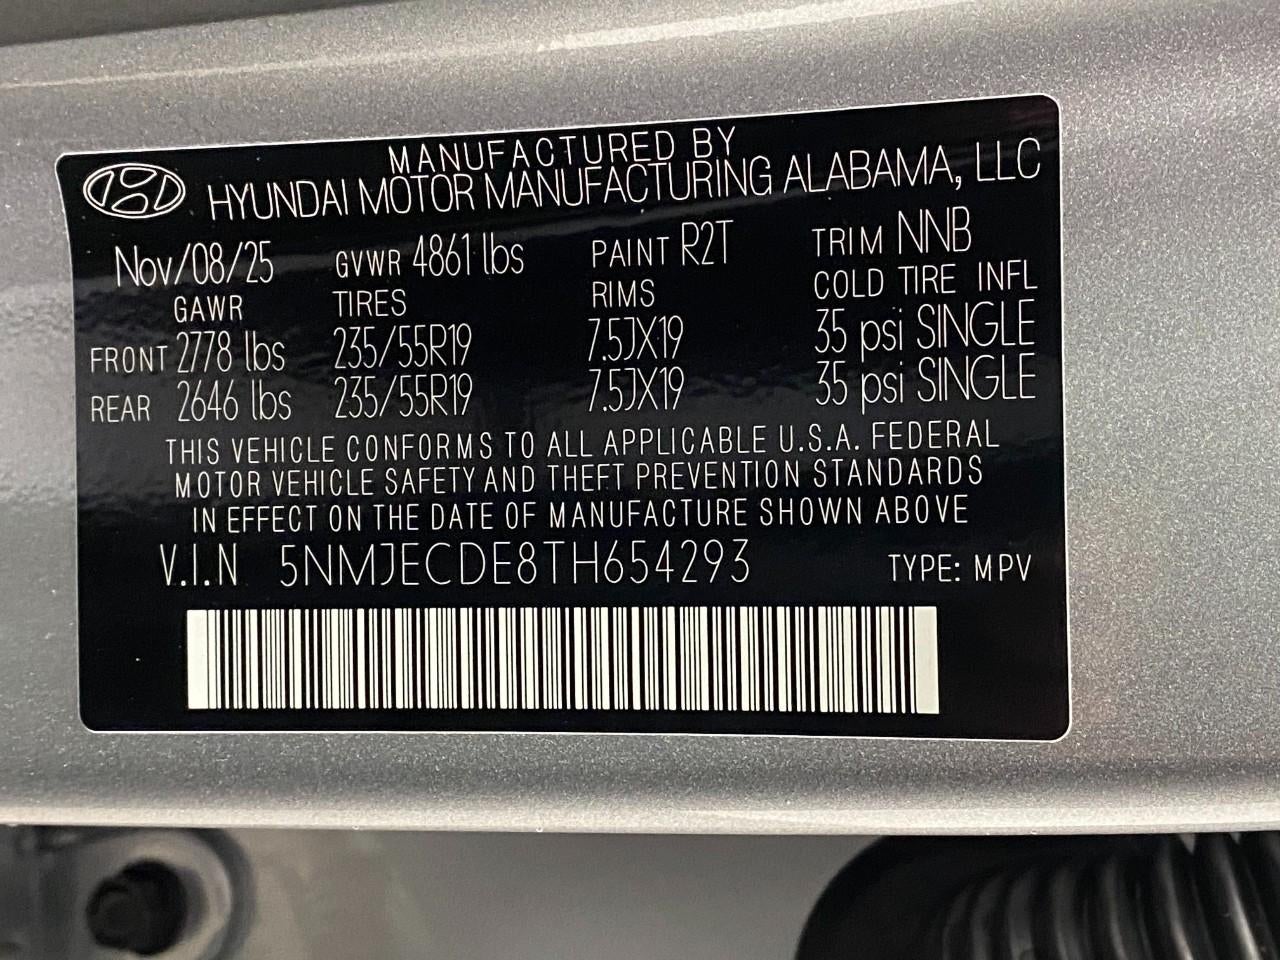 MANUFACTURED BY
HYUNDAI MOTOR MANUFACTURING ALABAMA, LLC
Nov/08/25 GVWR 4861 lbs PAINT R2T TRIM NNB
GAWR TIRES RIMS COLD TIRE INFL
FRONT 2778 lbs 235/55R19 7.5JX19 35 psi SINGLE
REAR 2646 lbs 235/55R19 7.5JX19 35 psi SINGLE
THIS VEHICLE CONFORMS TO ALL APPLICABLE U.S.A. FEDERAL
MOTOR VEHICLE SAFETY AND THEFT PREVENTION STANDARDS
IN EFFECT ON THE DATE OF MANUFACTURE SHOWN ABOVE
V.I.N 5NMJECDE8TH654293 TYPE: MPV